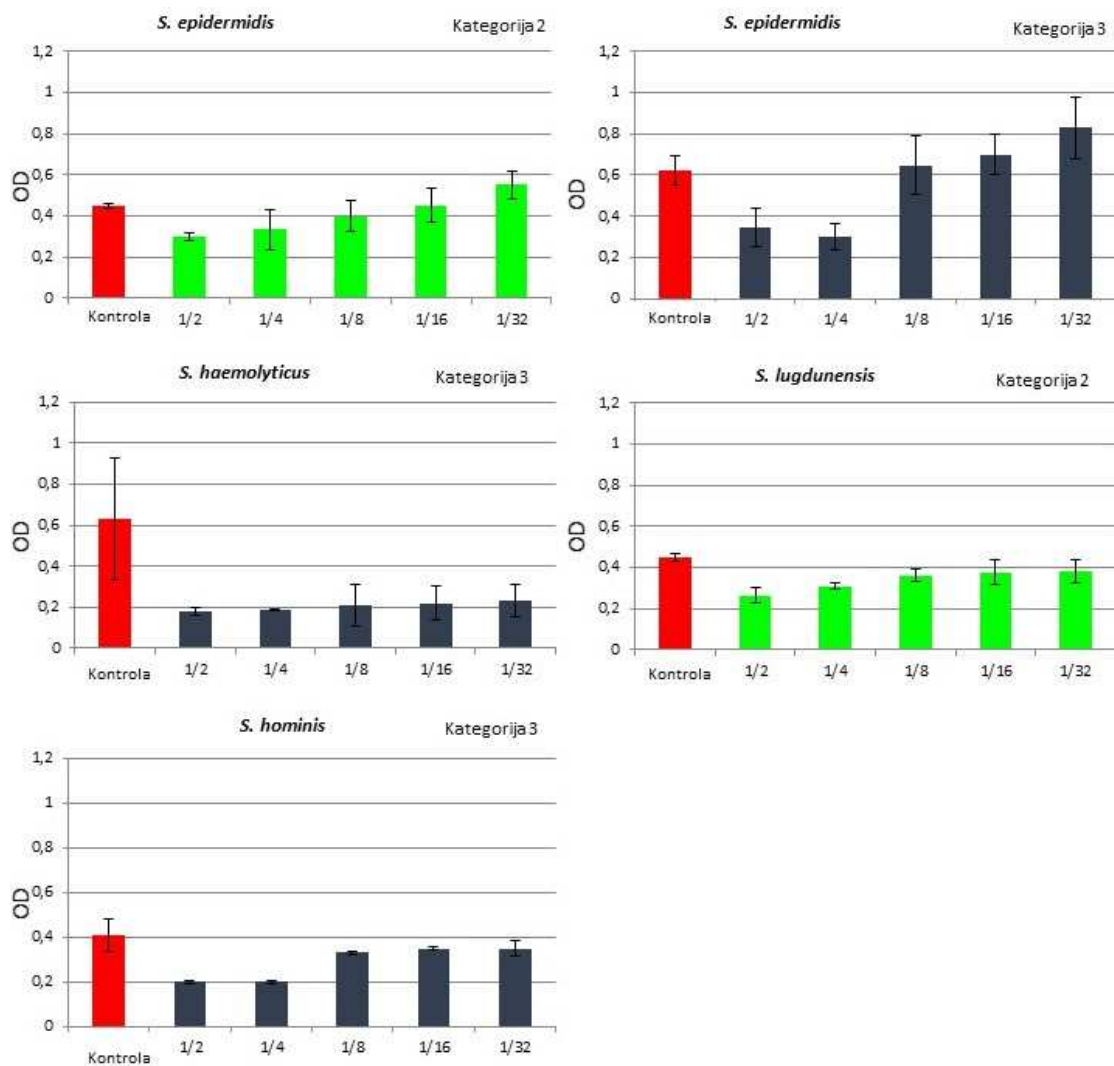 S. epidermidis Kategorija 2
1,2
1
0,8
0,6
0,4
0,2
0
OD
Kontrola 1/2 1/4 1/8 1/16 1/32
S. epidermidis Kategorija 3
1,2
1
0,8
0,6
0,4
0,2
0
OD
Kontrola 1/2 1/4 1/8 1/16 1/32
S. haemolyticus Kategorija 3
1,2
1
0,8
0,6
0,4
0,2
0
OD
Kontrola 1/2 1/4 1/8 1/16 1/32
S. lugdunensis Kategorija 2
1,2
1
0,8
0,6
0,4
0,2
0
OD
Kontrola 1/2 1/4 1/8 1/16 1/32
S. hominis Kategorija 3
1,2
1
0,8
0,6
0,4
0,2
0
OD
Kontrola 1/2 1/4 1/8 1/16 1/32